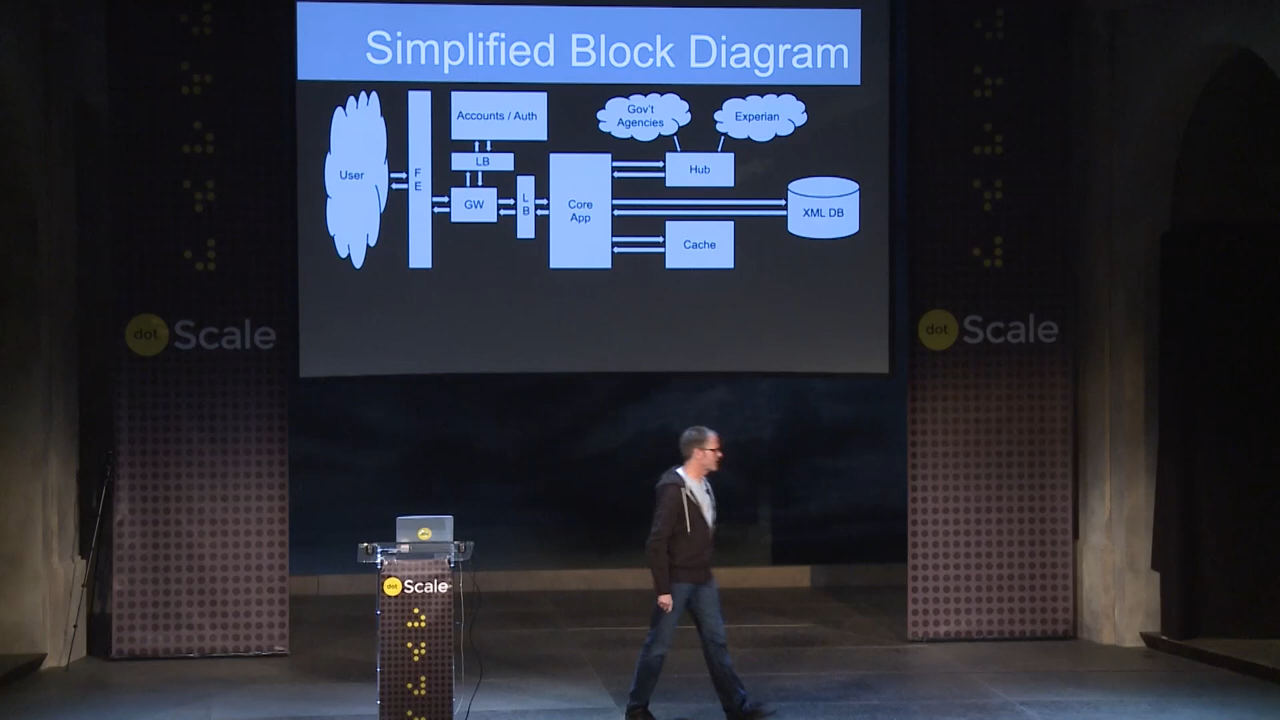 Simplified Block Diagram
User
F
E
Accounts / Auth
LB
GW
L
B
Core
App
Gov't
Agencies
Experian
Hub
Cache
XML DB
dot Scale
dot Scale
dot Scale